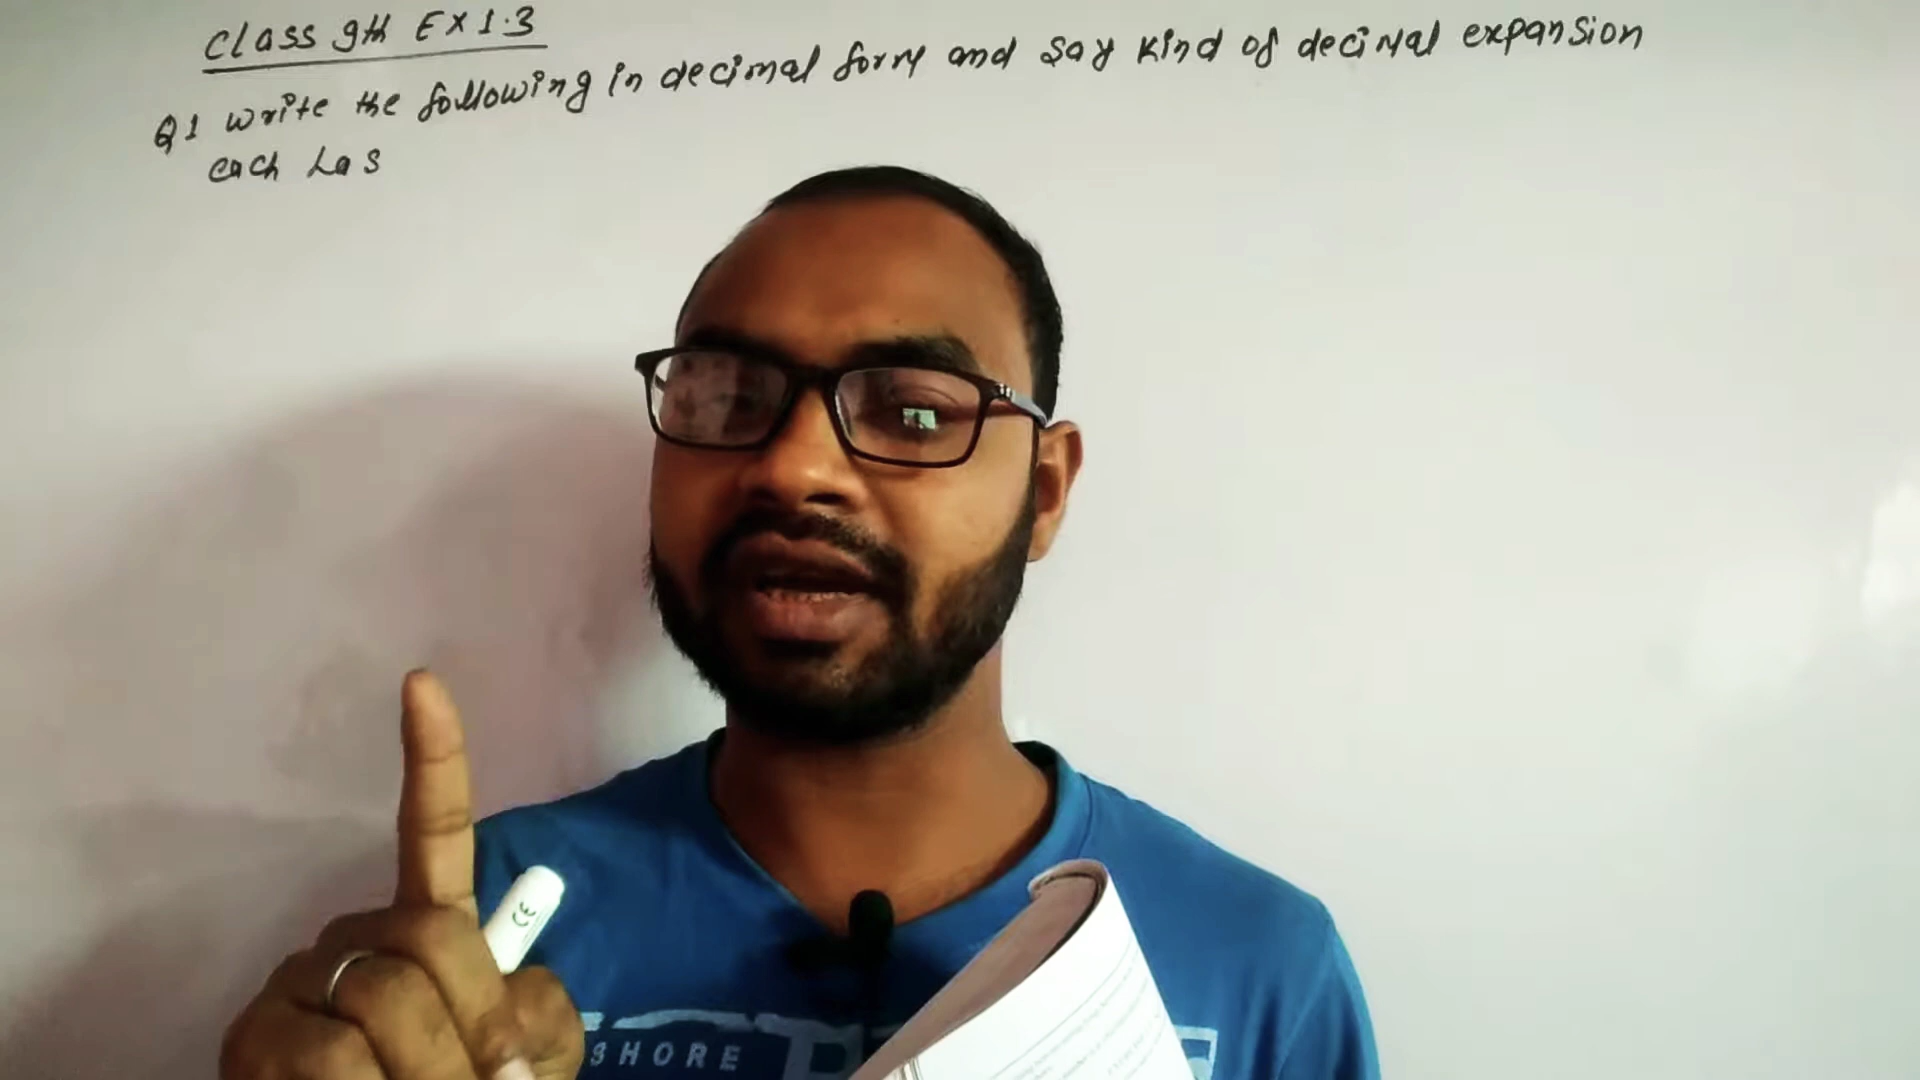 Class 9th EX 1.3
Q1 write the following in decimal form and say kind of decimal expansion
each has
SHORE